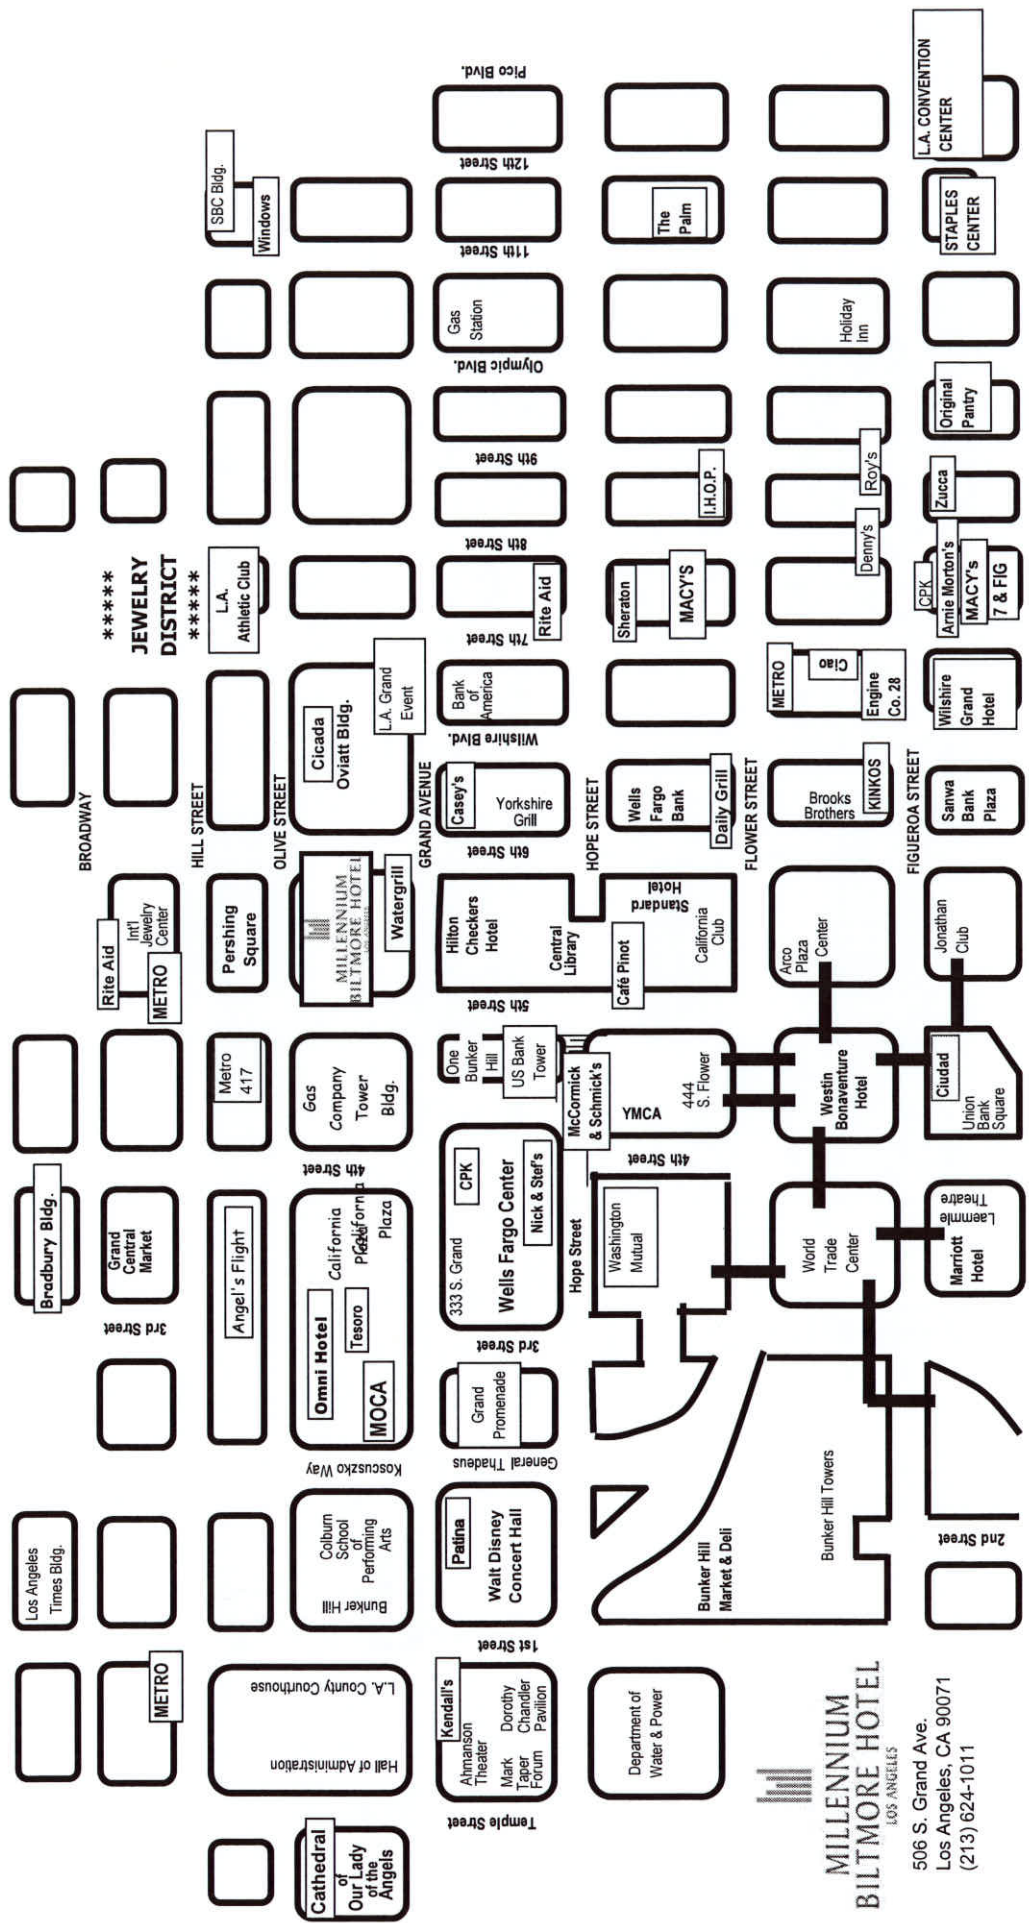 Los Angeles
Times Bldg.
Bradbury Bldg.
BROADWAY
METRO
3rd Street
Grand
Central
Market
Rite Aid
Int'l
Jewelry
Center
METRO
*****
JEWELRY
DISTRICT
*****
HILL STREET
Angel's Flight
Metro
417
Pershing
Square
L.A.
Athletic Club
SBC Bldg.
Windows
OLIVE STREET
Cathedral
of
Our Lady
of the
Angels
L.A. County Courthouse
Hall of Administration
Colburn
School
of
Performing
Arts
Bunker Hill
Koscuszko Way
Omni Hotel
Tesoro
MOCA
California
Plaza
California
Plaza
4th Street
Gas
Company
Tower
Bldg.
MILLENNIUM
BILTMORE HOTEL
LOS ANGELES
Watergrill
Cicada
Oviatt Bldg.
L.A. Grand
Event
GRAND AVENUE
Temple Street
Kendall's
Ahmanson
Theater
Mark
Taper
Forum
Dorothy
Chandler
Pavilion
1st Street
Patina
Walt Disney
Concert Hall
General Thadeus
Grand
Promenade
3rd Street
333 S. Grand
CPK
Wells Fargo Center
Nick & Stef's
One
Bunker
Hill
US Bank
Tower
5th Street
Hilton
Checkers
Hotel
Central
Library
6th Street
Casey's
Yorkshire
Grill
Wilshire Blvd.
Bank
of
America
7th Street
Rite Aid
8th Street
9th Street
Olympic Blvd.
Gas
Station
11th Street
12th Street
Pico Blvd.
Hope Street
HOPE STREET
Department of
Water & Power
Washington
Mutual
4th Street
McCormick
& Schmick's
YMCA
444
S. Flower
Café Pinot
Standard
Hotel
California
Club
Wells
Fargo
Bank
Daily Grill
Sheraton
MACY'S
I.H.O.P.
The
Palm
FLOWER STREET
Bunker Hill
Market & Deli
Bunker Hill Towers
World
Trade
Center
Westin
Bonaventure
Hotel
Arco
Plaza
Center
Brooks
Brothers
KINKOS
METRO
Ciao
Engine
Co. 28
Denny's
Roy's
Holiday
Inn
FIGUEROA STREET
2nd Street
Marriott
Hotel
Laemmle
Theatre
Ciudad
Union
Bank
Square
Jonathan
Club
Sanwa
Bank
Plaza
Wilshire
Grand
Hotel
CPK
Arnie Morton's
MACY's
7 & FIG
Zucca
Original
Pantry
STAPLES
CENTER
L.A. CONVENTION
CENTER
MILLENNIUM
BILTMORE HOTEL
LOS ANGELES
506 S. Grand Ave.
Los Angeles, CA 90071
(213) 624-1011